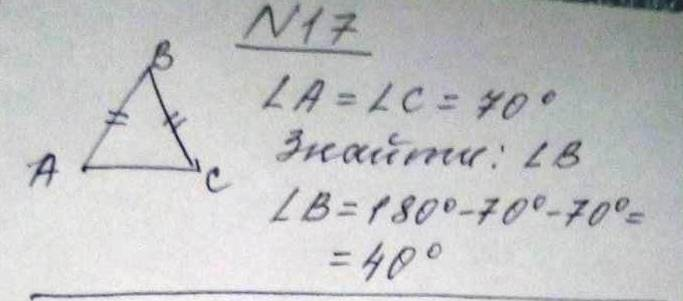 N17
B
∠A = ∠C = 70°
Знайти: ∠B
A
C
∠B = 180° - 70° - 70° =
= 40°